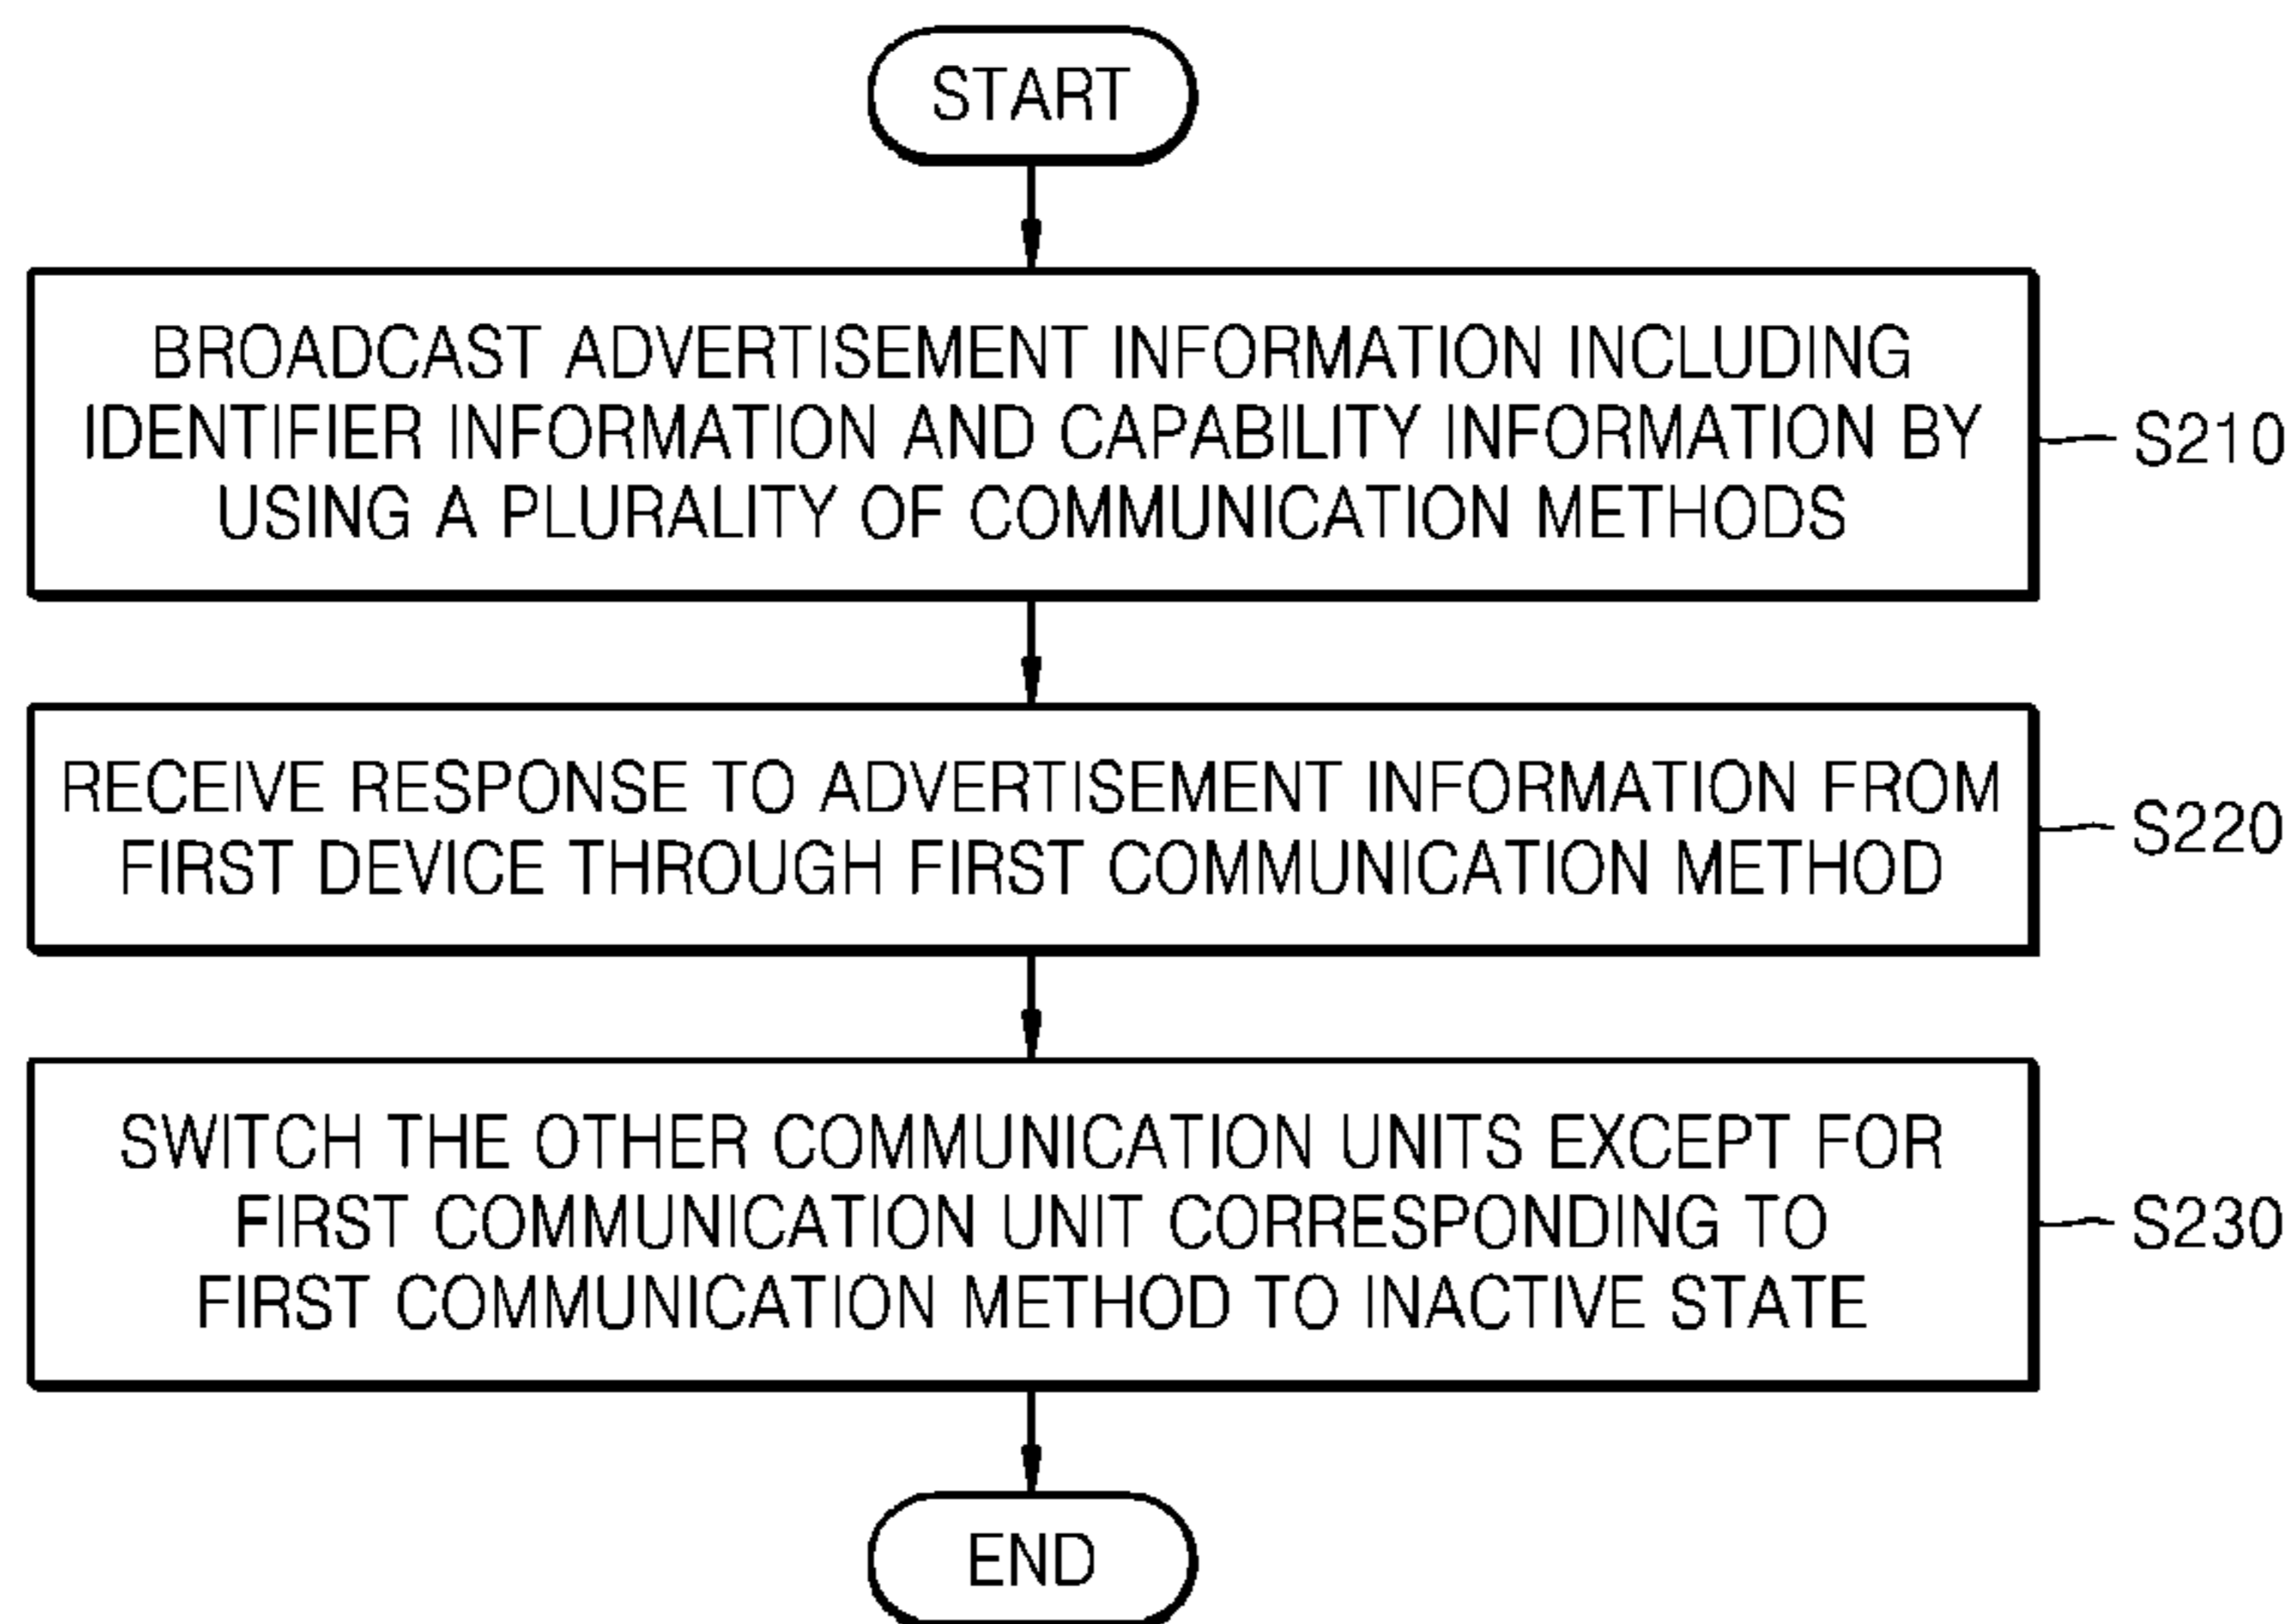 START
BROADCAST ADVERTISEMENT INFORMATION INCLUDING
IDENTIFIER INFORMATION AND CAPABILITY INFORMATION BY
USING A PLURALITY OF COMMUNICATION METHODS
S210
RECEIVE RESPONSE TO ADVERTISEMENT INFORMATION FROM
FIRST DEVICE THROUGH FIRST COMMUNICATION METHOD
S220
SWITCH THE OTHER COMMUNICATION UNITS EXCEPT FOR
FIRST COMMUNICATION UNIT CORRESPONDING TO
FIRST COMMUNICATION METHOD TO INACTIVE STATE
S230
END